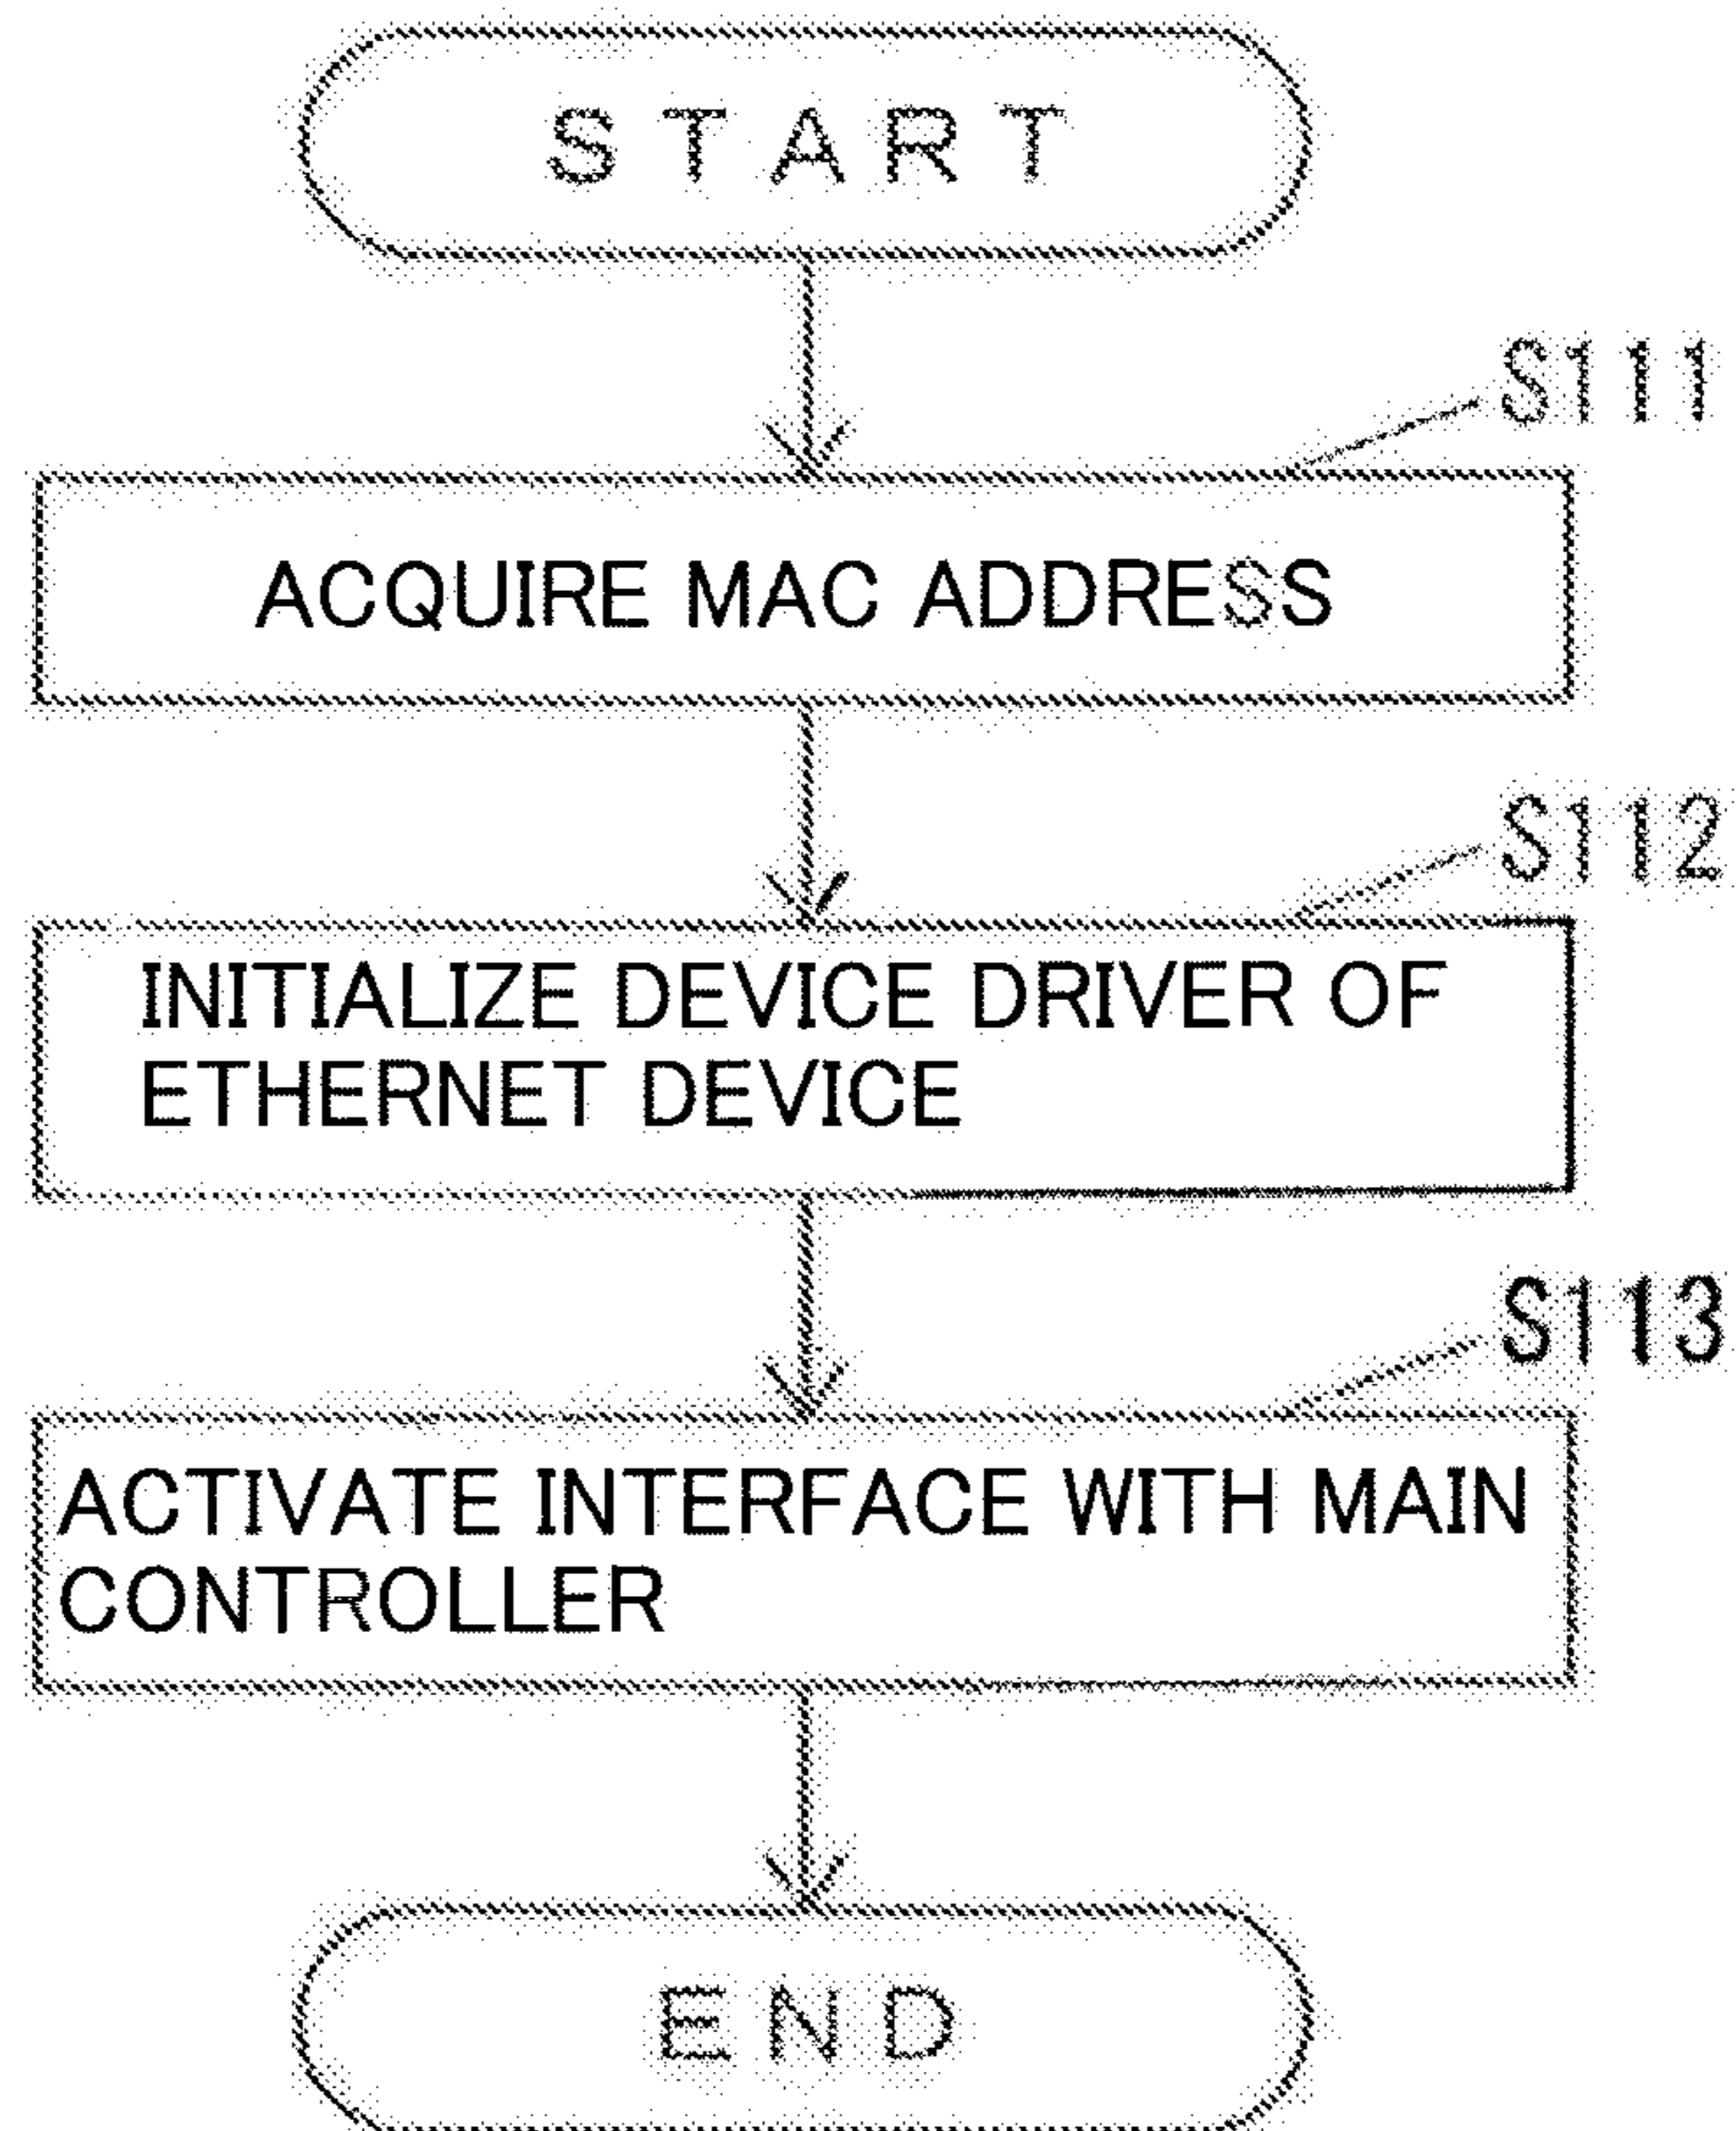 START
S111
ACQUIRE MAC ADDRESS
S112
INITIALIZE DEVICE DRIVER OF
ETHERNET DEVICE
S113
ACTIVATE INTERFACE WITH MAIN
CONTROLLER
END